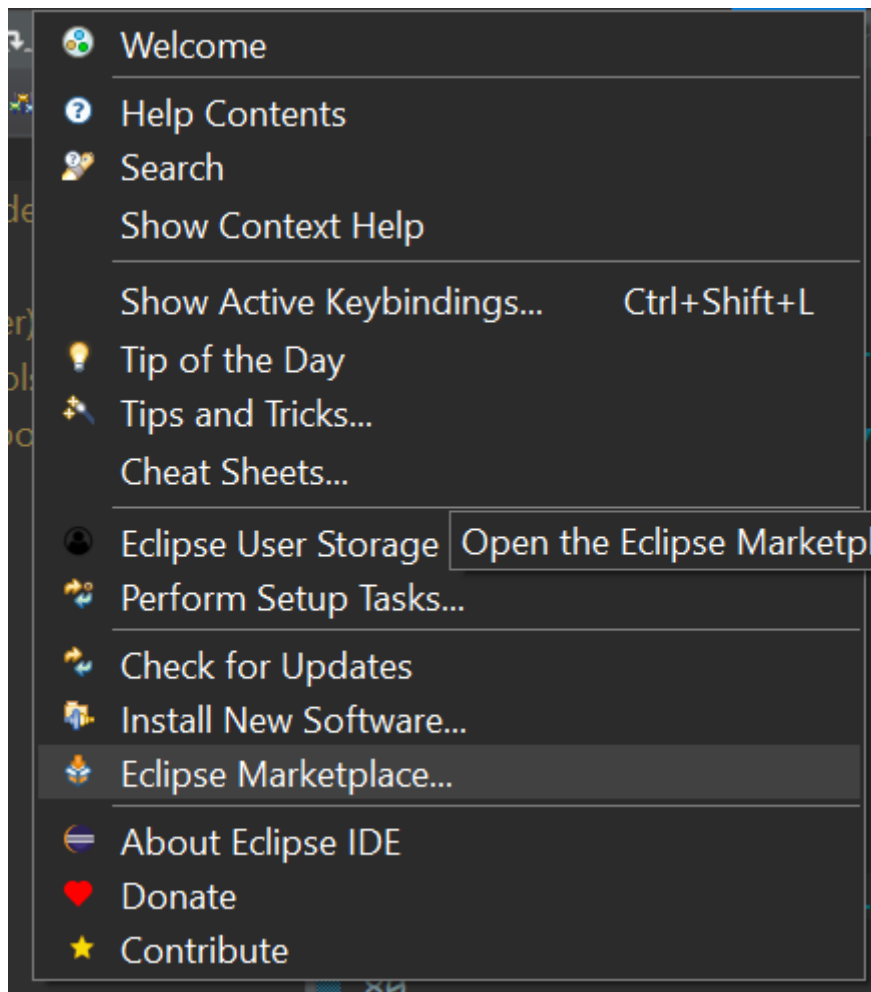 Welcome
Help Contents
Search
Show Context Help
Show Active Keybindings... Ctrl+Shift+L
Tip of the Day
Tips and Tricks...
Cheat Sheets...
Eclipse User Storage
Open the Eclipse Marketpl
Perform Setup Tasks...
Check for Updates
Install New Software...
Eclipse Marketplace...
About Eclipse IDE
Donate
Contribute